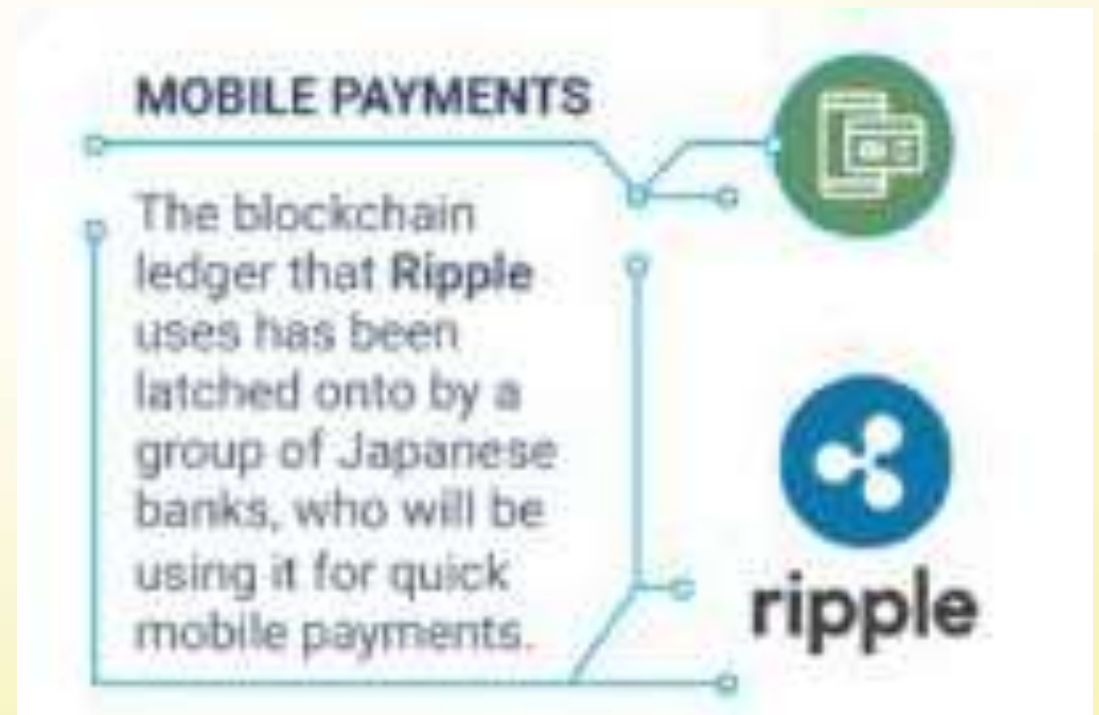 MOBILE PAYMENTS
The blockchain
ledger that Ripple
uses has been
latched onto by a
group of Japanese
banks, who will be
using it for quick
mobile payments.
ripple